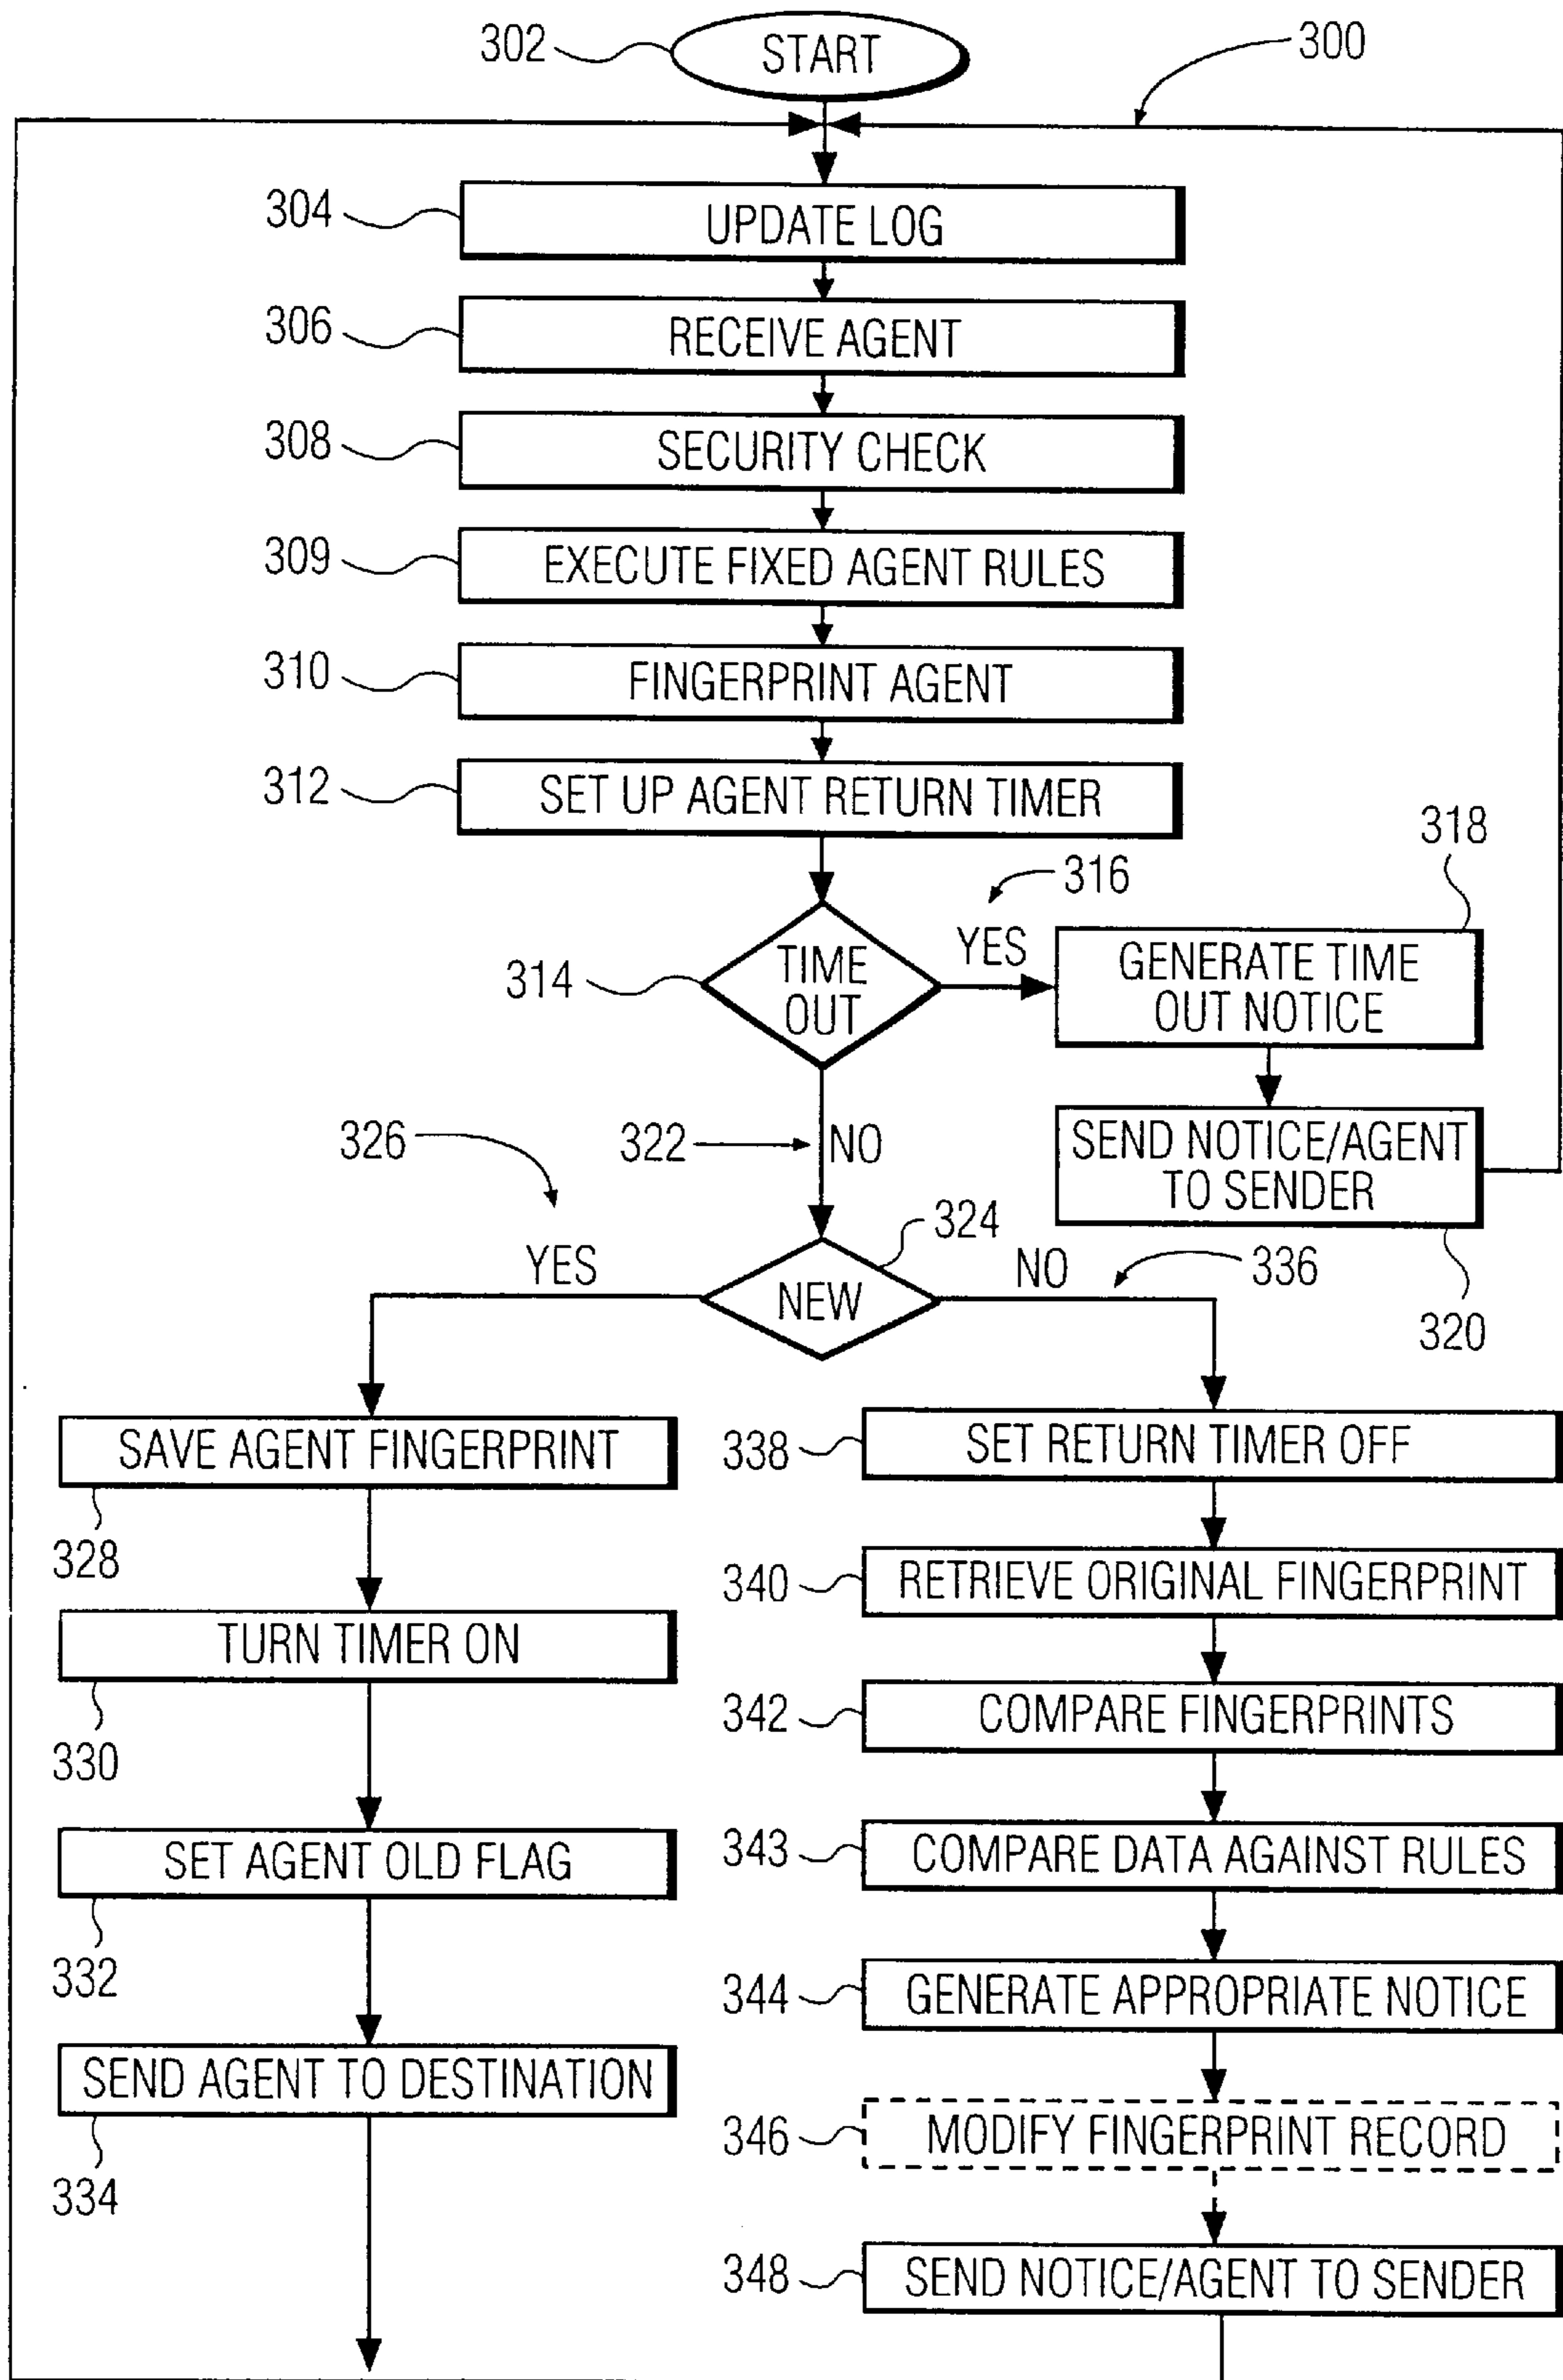 302
START
300
304
UPDATE LOG
306
RECEIVE AGENT
308
SECURITY CHECK
309
EXECUTE FIXED AGENT RULES
310
FINGERPRINT AGENT
312
SET UP AGENT RETURN TIMER
314
TIME
OUT
YES
316
318
GENERATE TIME
OUT NOTICE
SEND NOTICE/AGENT
TO SENDER
320
322
NO
326
YES
324
NEW
NO
336
SAVE AGENT FINGERPRINT
328
TURN TIMER ON
330
SET AGENT OLD FLAG
332
SEND AGENT TO DESTINATION
334
338
SET RETURN TIMER OFF
340
RETRIEVE ORIGINAL FINGERPRINT
342
COMPARE FINGERPRINTS
343
COMPARE DATA AGAINST RULES
344
GENERATE APPROPRIATE NOTICE
346
MODIFY FINGERPRINT RECORD
348
SEND NOTICE/AGENT TO SENDER